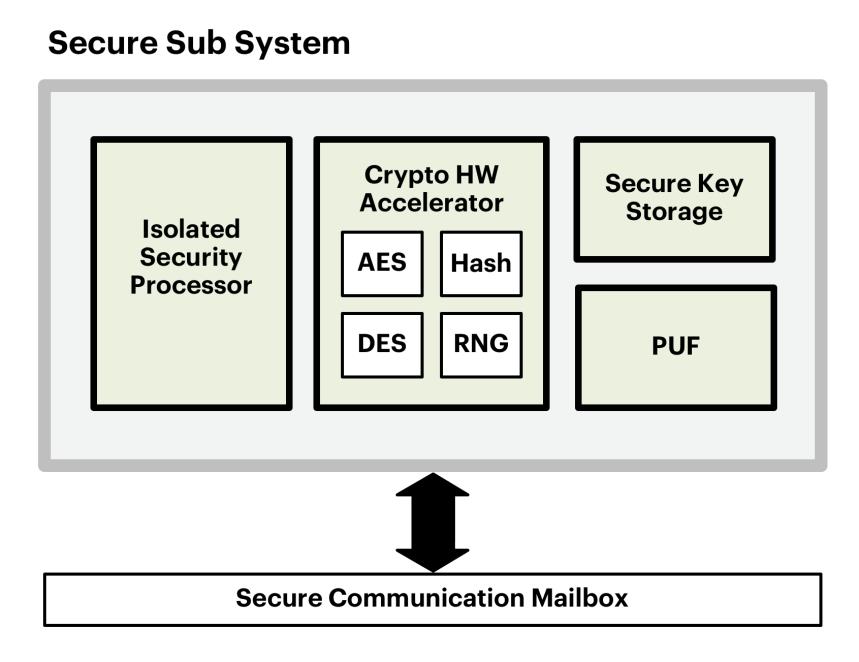 Secure Sub System
Isolated
Security
Processor
Crypto HW
Accelerator
AES
Hash
DES
RNG
Secure Key
Storage
PUF
Secure Communication Mailbox